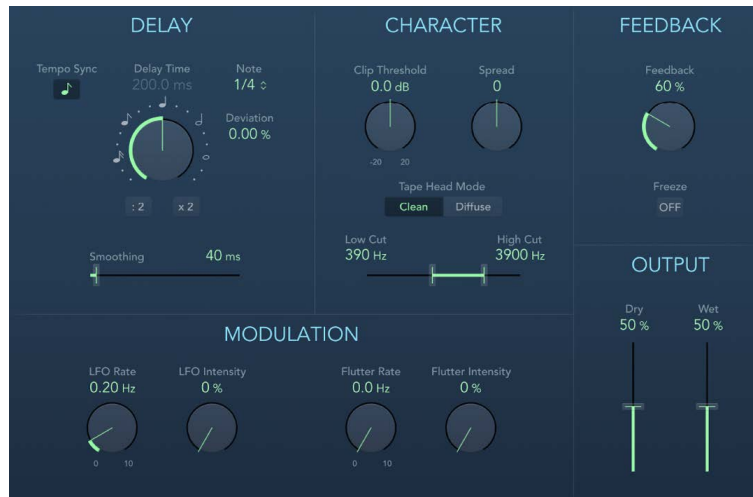 DELAY
Tempo Sync
Delay Time
200.0 ms
Note
1/4
Deviation
0.00 %
: 2
x 2
Smoothing
40 ms
CHARACTER
Clip Threshold
0.0 dB
-20 20
Spread
0
Tape Head Mode
Clean Diffuse
Low Cut
390 Hz
High Cut
3900 Hz
FEEDBACK
Feedback
60 %
Freeze
OFF
MODULATION
LFO Rate
0.20 Hz
0 10
LFO Intensity
0 %
Flutter Rate
0.0 Hz
0 10
Flutter Intensity
0 %
OUTPUT
Dry
50 %
Wet
50 %